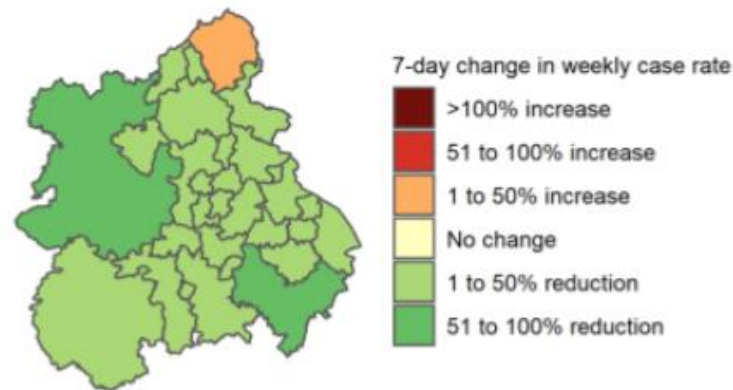 7-day change in weekly case rate
>100% increase
51 to 100% increase
1 to 50% increase
No change
1 to 50% reduction
51 to 100% reduction